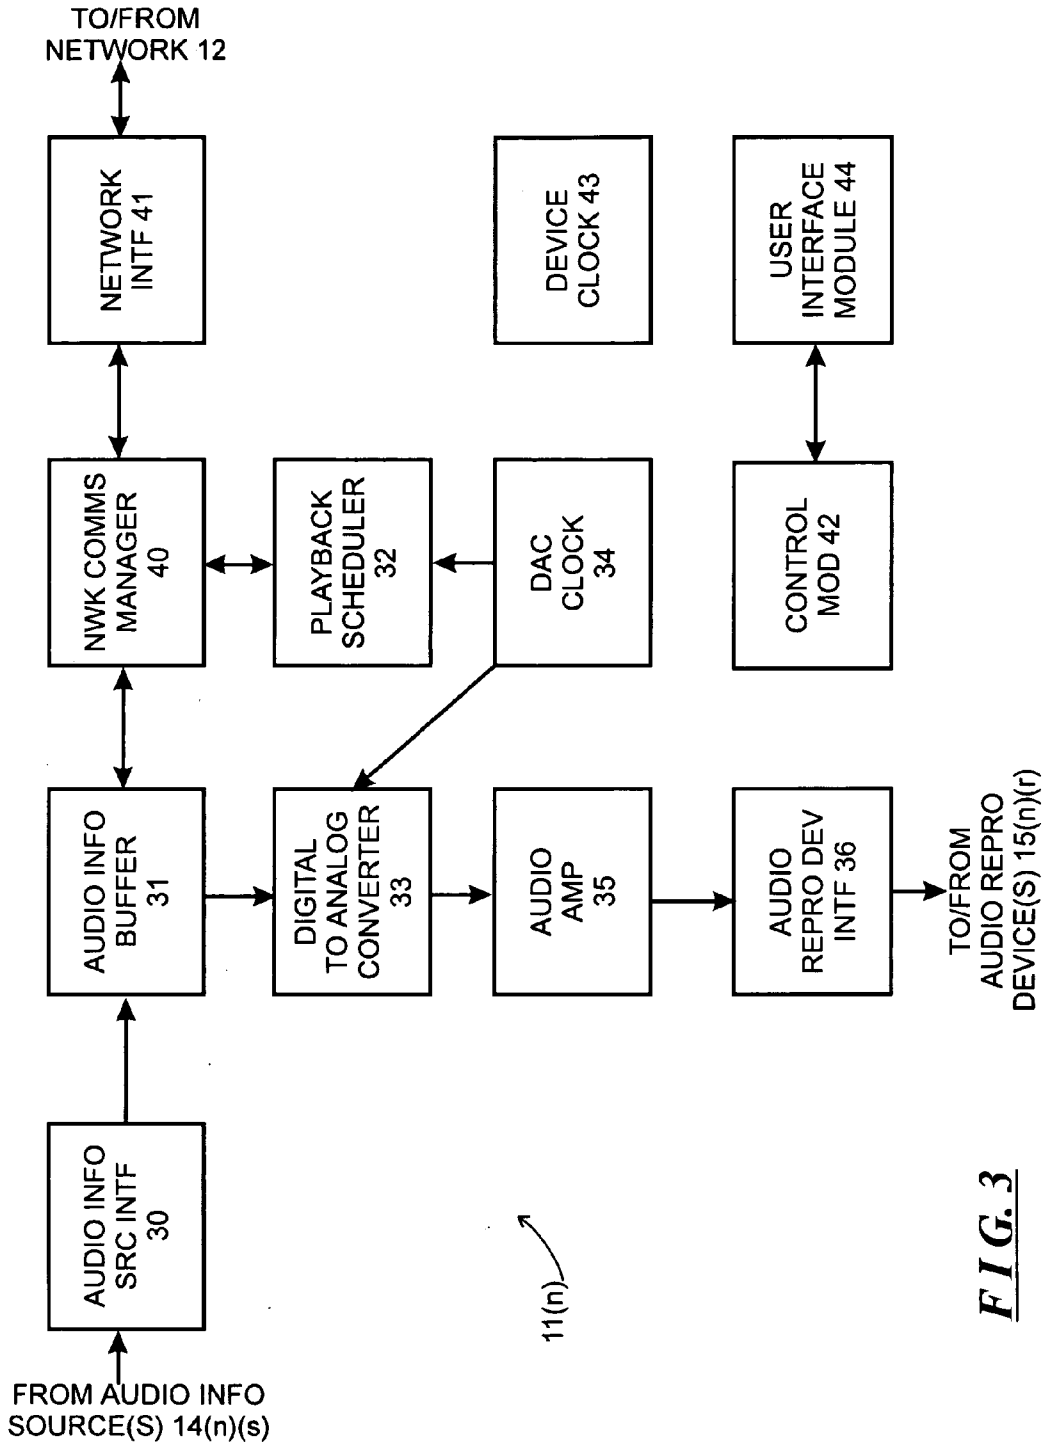 TO/FROM
NETWORK 12
NETWORK
INTF 41
DEVICE
CLOCK 43
USER
INTERFACE
MODULE 44
NWK COMMS
MANAGER
40
PLAYBACK
SCHEDULER
32
DAC
CLOCK
34
CONTROL
MOD 42
AUDIO INFO
BUFFER
31
DIGITAL
TO ANALOG
CONVERTER
33
AUDIO
AMP
35
AUDIO
REPRO DEV
INTF 36
TO/FROM
AUDIO REPRO
DEVICE(S) 15(n)(r)
AUDIO INFO
SRC INTF
30
11(n)
FROM AUDIO INFO
SOURCE(S) 14(n)(s)
F I G. 3